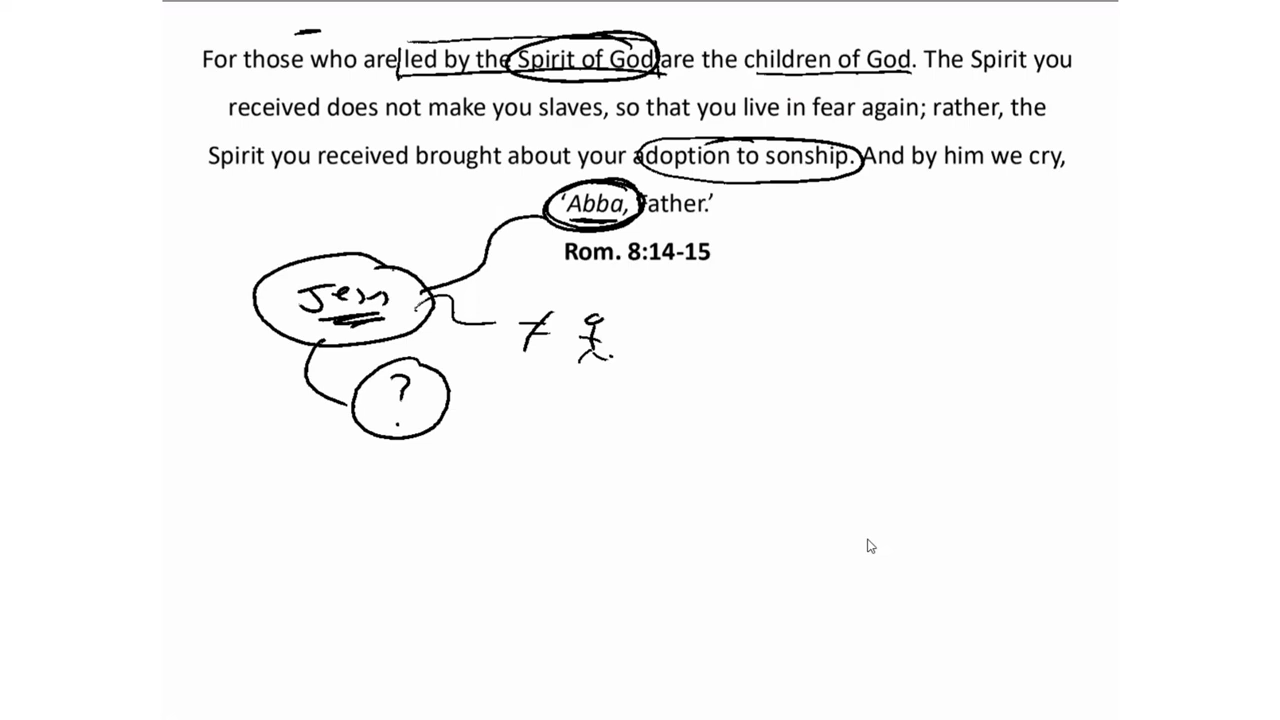 For those who are led by the Spirit of God are the children of God. The Spirit you
received does not make you slaves, so that you live in fear again; rather, the
Spirit you received brought about your adoption to sonship. And by him we cry,
‘Abba, Father.’
Rom. 8:14-15
Jesus
≠
?